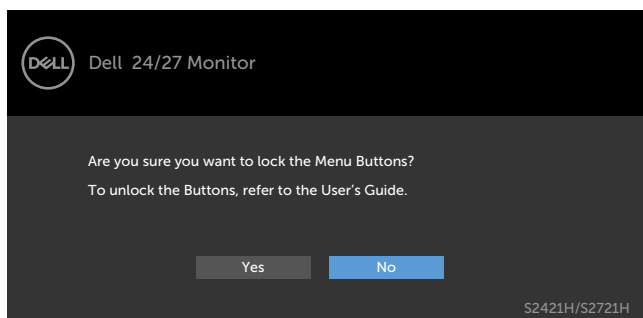 DELL
Dell 24/27 Monitor
Are you sure you want to lock the Menu Buttons?
To unlock the Buttons, refer to the User’s Guide.
Yes No
S2421H/S2721H